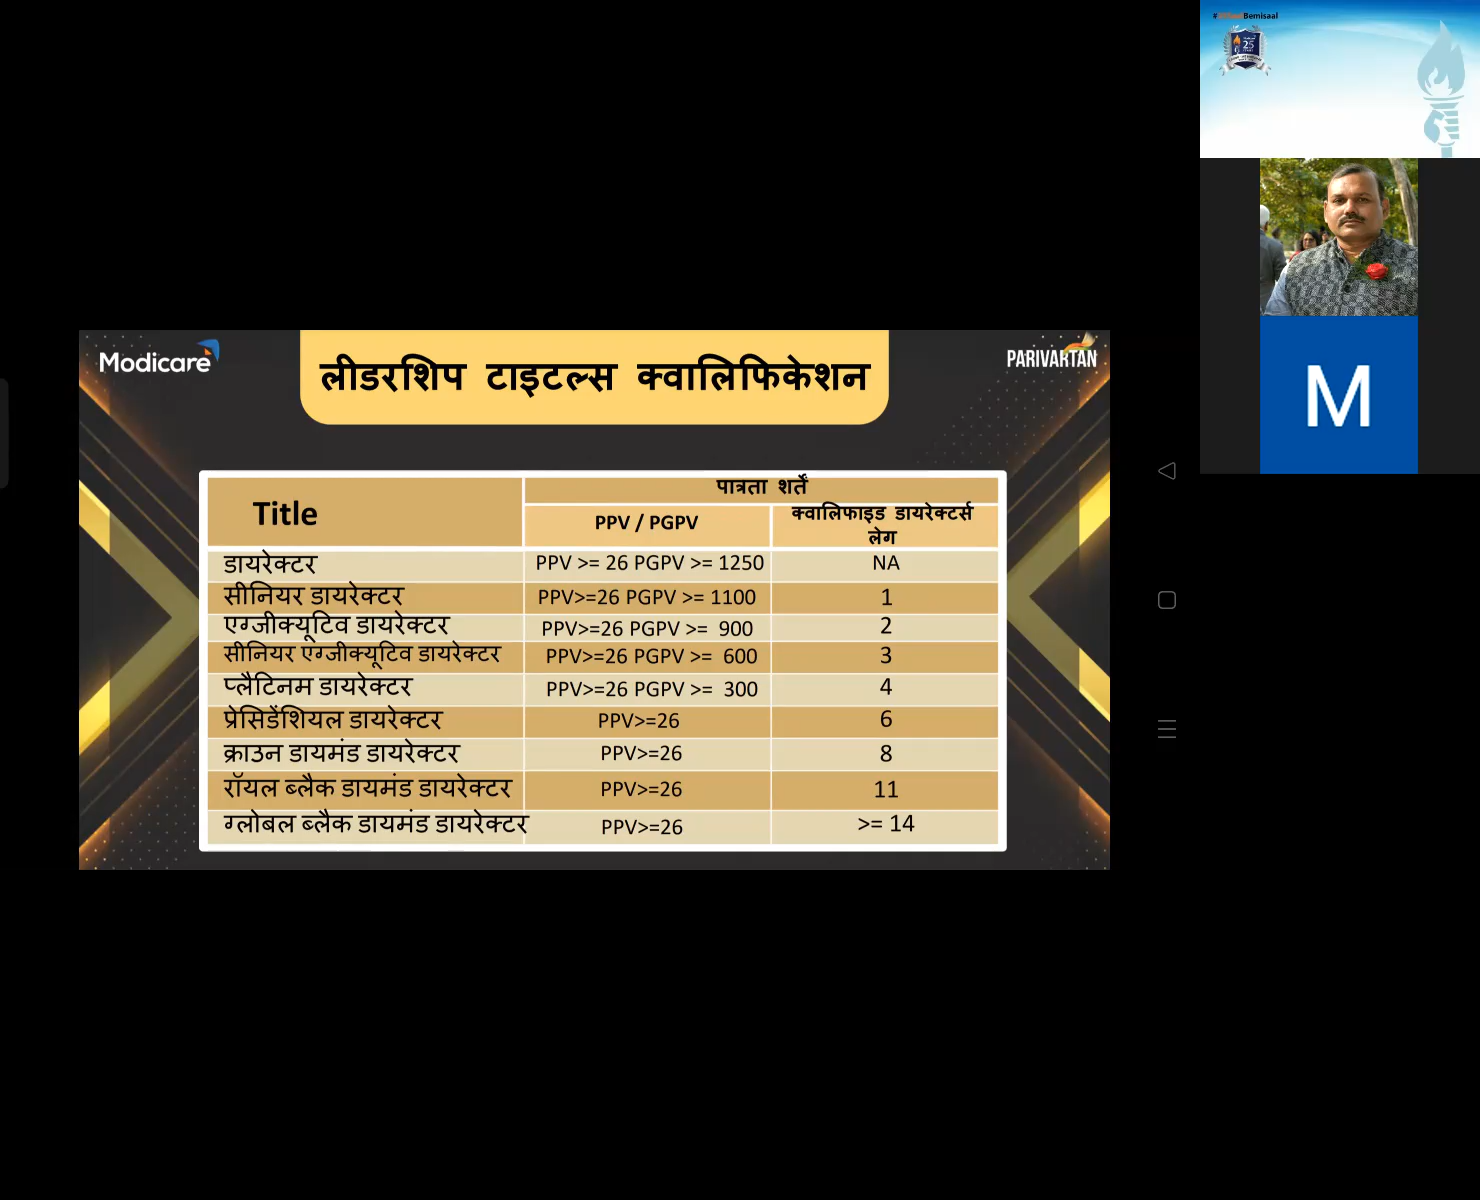 Modicare
लीडरशिप टाइटल्स क्वालिफिकेशन
PARIVARTAN
Title
पात्रता शर्तें
PPV / PGPV
क्वालिफाइड डायरेक्टर्स
लेग
डायरेक्टर PPV >= 26 PGPV >= 1250 NA
सीनियर डायरेक्टर PPV>=26 PGPV >= 1100 1
एग्जीक्यूटिव डायरेक्टर PPV>=26 PGPV >= 900 2
सीनियर एग्जीक्यूटिव डायरेक्टर PPV>=26 PGPV >= 600 3
प्लैटिनम डायरेक्टर PPV>=26 PGPV >= 300 4
प्रेसिडेंशियल डायरेक्टर PPV>=26 6
क्राउन डायमंड डायरेक्टर PPV>=26 8
रॉयल ब्लैक डायमंड डायरेक्टर PPV>=26 11
ग्लोबल ब्लैक डायमंड डायरेक्टर PPV>=26 >= 14
Bemisaal
25
M